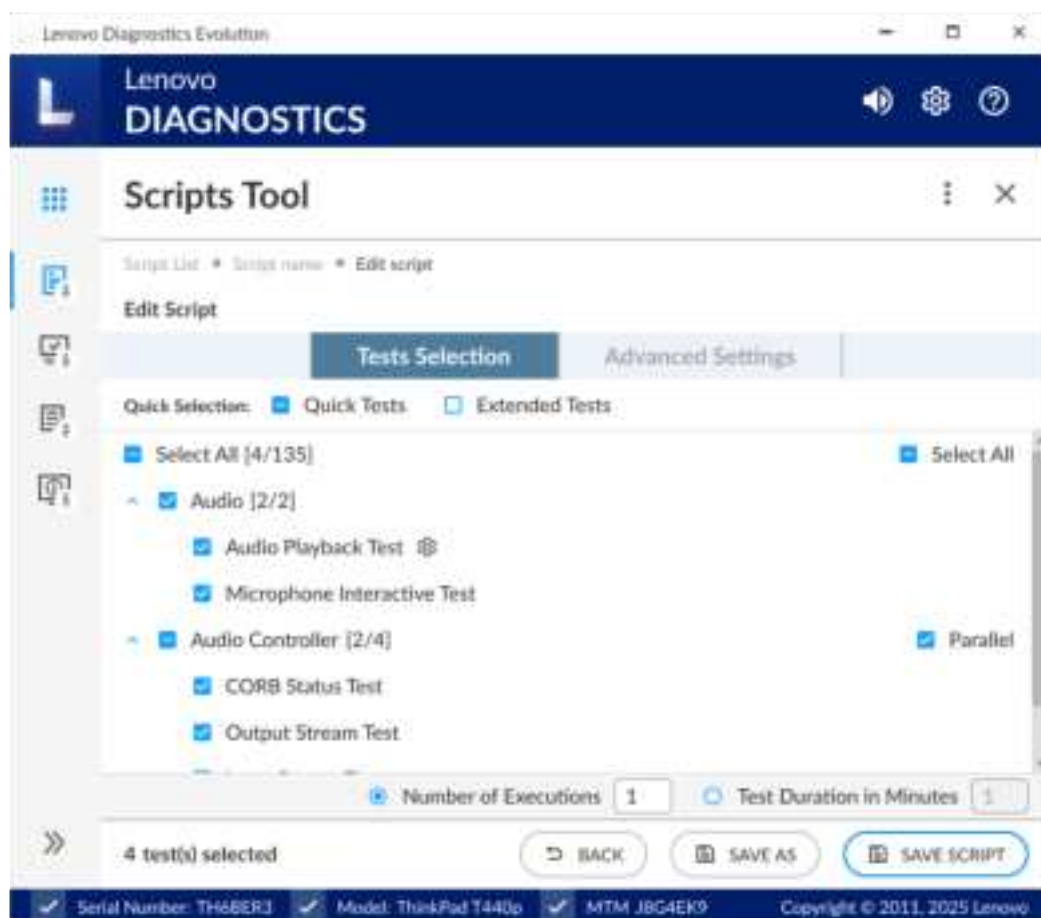 Lenovo Diagnostics Evolution
Lenovo
DIAGNOSTICS
Scripts Tool
Script List • Script name • Edit script
Edit Script
Tests Selection Advanced Settings
Quick Selection: Quick Tests Extended Tests
Select All [4/135] Select All
Audio [2/2]
Audio Playback Test
Microphone Interactive Test
Audio Controller [2/4] Parallel
CORB Status Test
Output Stream Test
Number of Executions 1 Test Duration in Minutes 1
4 test(s) selected BACK SAVE AS SAVE SCRIPT
Serial Number: TH6BER3 Model: ThinkPad T440p MTM J8G4EK9 Copyright © 2011, 2025 Lenovo